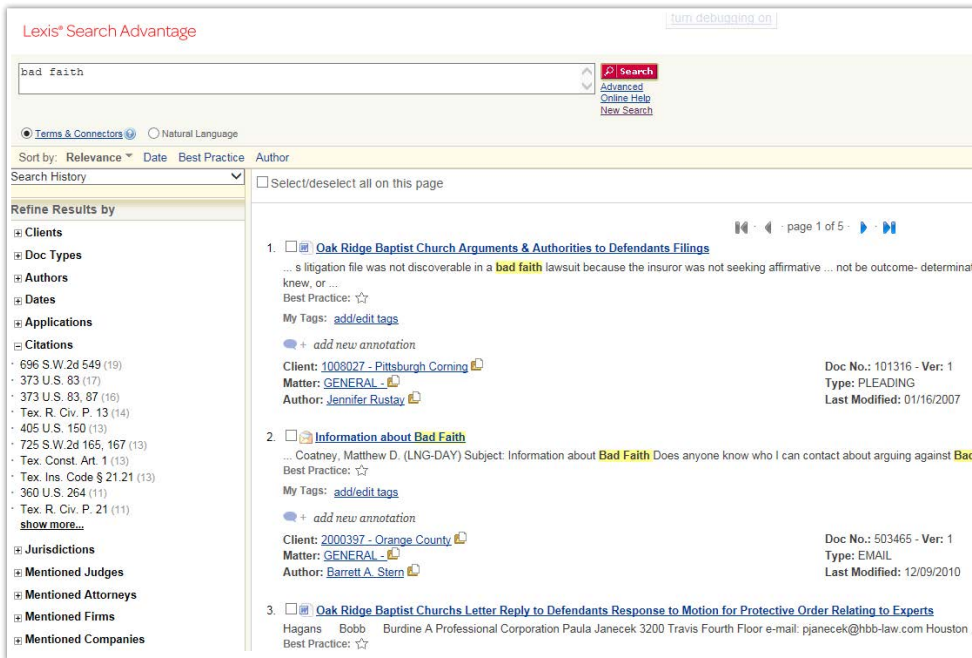 turn debugging on
Lexis® Search Advantage
bad faith
Search
Advanced
Online Help
New Search
Terms & Connectors Natural Language
Sort by: Relevance Date Best Practice Author
Search History
Select/deselect all on this page
Refine Results by
Clients
Doc Types
Authors
Dates
Applications
Citations
696 S.W.2d 549 (19)
373 U.S. 83 (17)
373 U.S. 83, 87 (16)
Tex. R. Civ. P. 13 (14)
405 U.S. 150 (13)
725 S.W.2d 165, 167 (13)
Tex. Const. Art. 1 (13)
Tex. Ins. Code § 21.21 (13)
360 U.S. 264 (11)
Tex. R. Civ. P. 21 (11)
show more...
Jurisdictions
Mentioned Judges
Mentioned Attorneys
Mentioned Firms
Mentioned Companies
· page 1 of 5 ·
1. Oak Ridge Baptist Church Arguments & Authorities to Defendants Filings
... s litigation file was not discoverable in a bad faith lawsuit because the insuror was not seeking affirmative ... not be outcome- determinat
knew, or ...
Best Practice:
My Tags: add/edit tags
+ add new annotation
Client: 1008027 - Pittsburgh Corning Doc No.: 101316 - Ver: 1
Matter: GENERAL - Type: PLEADING
Author: Jennifer Rustay Last Modified: 01/16/2007
2. Information about Bad Faith
... Coatney, Matthew D. (LNG-DAY) Subject: Information about Bad Faith Does anyone know who I can contact about arguing against Bad
Best Practice:
My Tags: add/edit tags
+ add new annotation
Client: 2000397 - Orange County Doc No.: 503465 - Ver: 1
Matter: GENERAL - Type: EMAIL
Author: Barrett A. Stern Last Modified: 12/09/2010
3. Oak Ridge Baptist Churchs Letter Reply to Defendants Response to Motion for Protective Order Relating to Experts
Hagans Bobb Burdine A Professional Corporation Paula Janecek 3200 Travis Fourth Floor e-mail: pjanecek@hbb-law.com Houston
Best Practice: